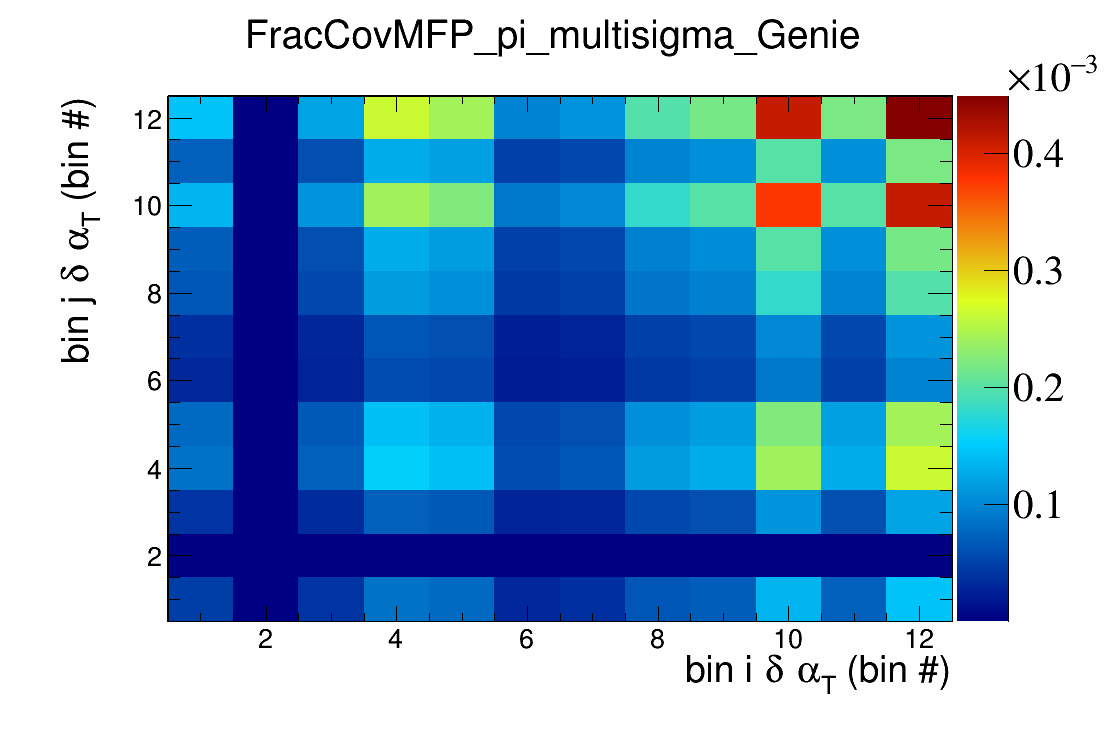 FracCovMFP_pi_multisigma_Genie
×10⁻³
bin j δ α_T (bin #)
12
10
8
6
4
2
0.4
0.3
0.2
0.1
2 4 6 8 10 12
bin i δ α_T (bin #)